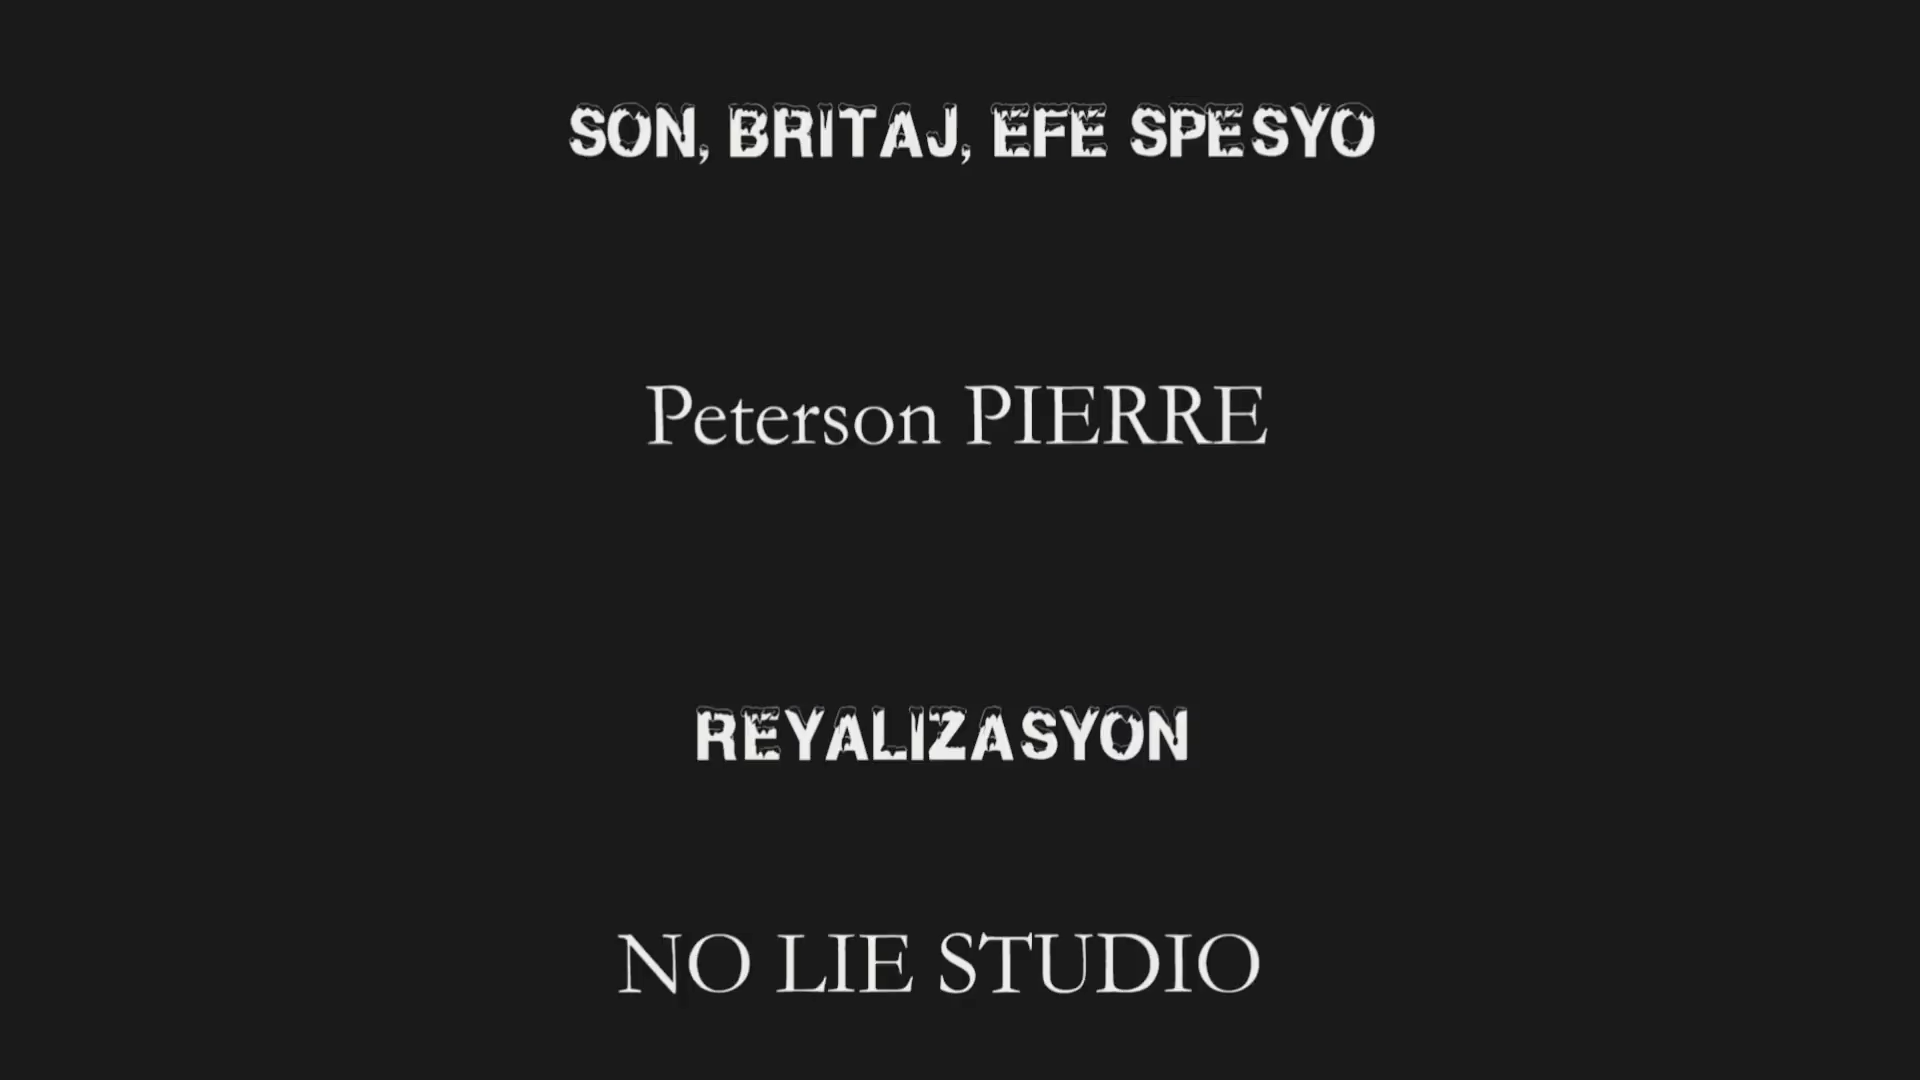 SON, BRITAJ, EFE SPESYO
Peterson PIERRE
REYALIZASYON
NO LIE STUDIO